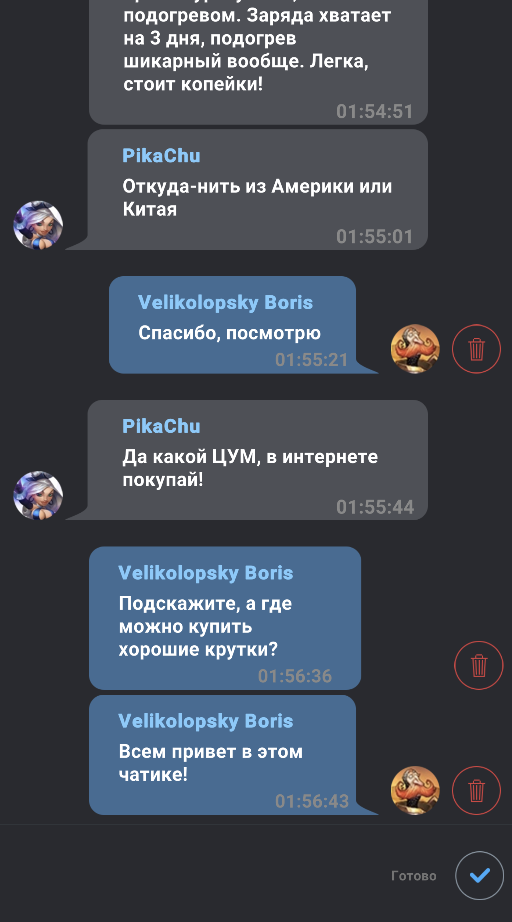 подогревом. Заряда хватает
на 3 дня, подогрев
шикарный вообще. Легка,
стоит копейки!
01:54:51
PikaChu
Откуда-нить из Америки или
Китая
01:55:01
Velikolopsky Boris
Спасибо, посмотрю
01:55:21
PikaChu
Да какой ЦУМ, в интернете
покупай!
01:55:44
Velikolopsky Boris
Подскажите, а где
можно купить
хорошие крутки?
01:56:36
Velikolopsky Boris
Всем привет в этом
чатике!
01:56:43
Готово